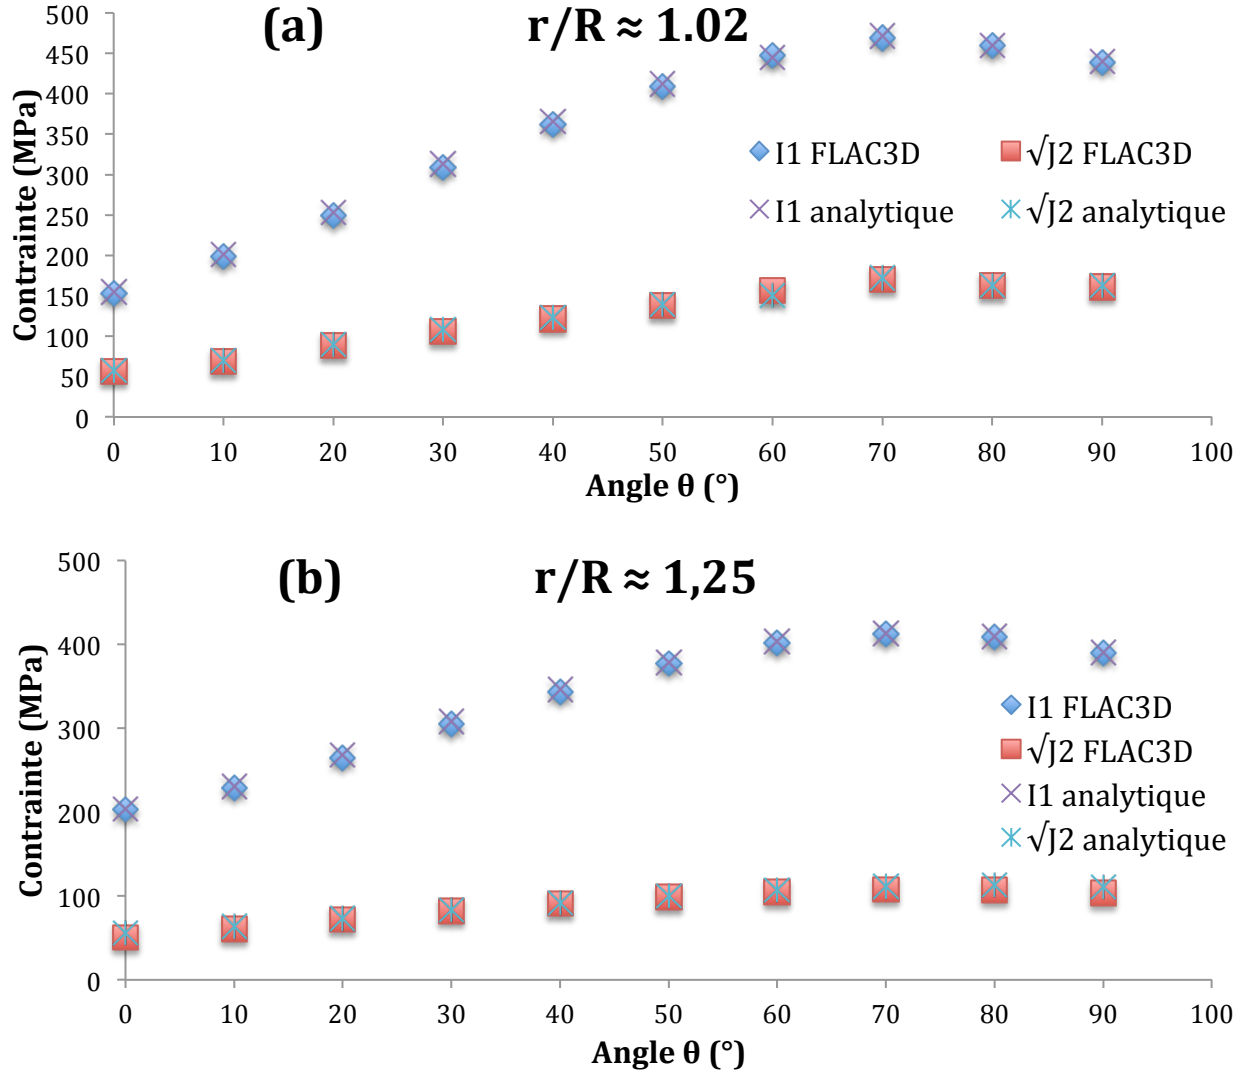 (a) r/R ≈ 1.02
500
450
400
350
300
250
200
150
100
50
0
Contrainte (MPa)
I1 FLAC3D √J2 FLAC3D
I1 analytique √J2 analytique
0 10 20 30 40 50 60 70 80 90 100
Angle θ (°)
(b) r/R ≈ 1,25
500
400
300
200
100
0
Contrainte (MPa)
I1 FLAC3D
√J2 FLAC3D
I1 analytique
√J2 analytique
0 10 20 30 40 50 60 70 80 90 100
Angle θ (°)